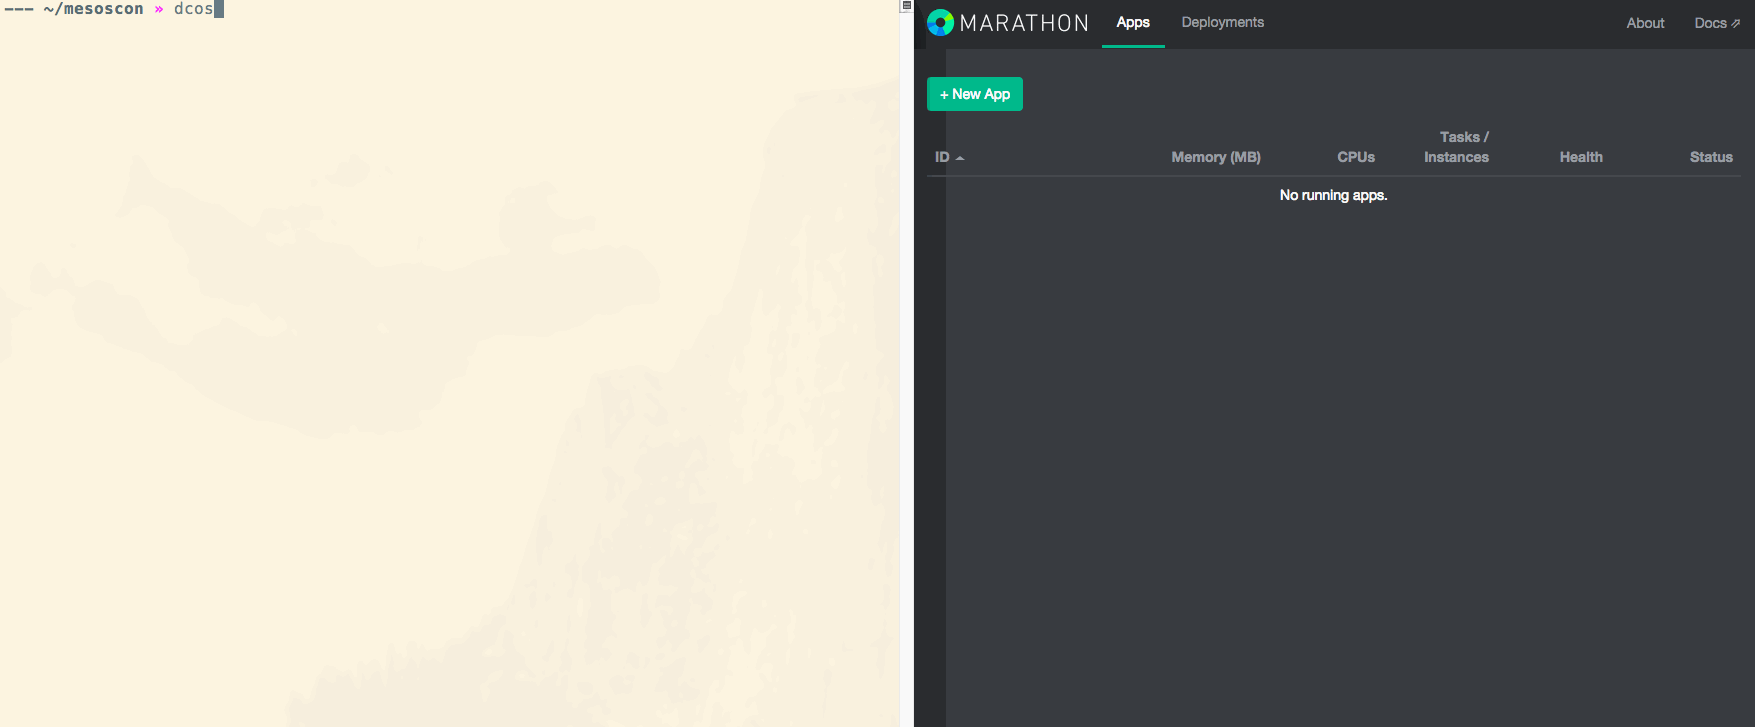 --- ~/mesoscon » dcos
MARATHON Apps Deployments About Docs
+ New App
ID Memory (MB) CPUs Tasks / Instances Health Status
No running apps.